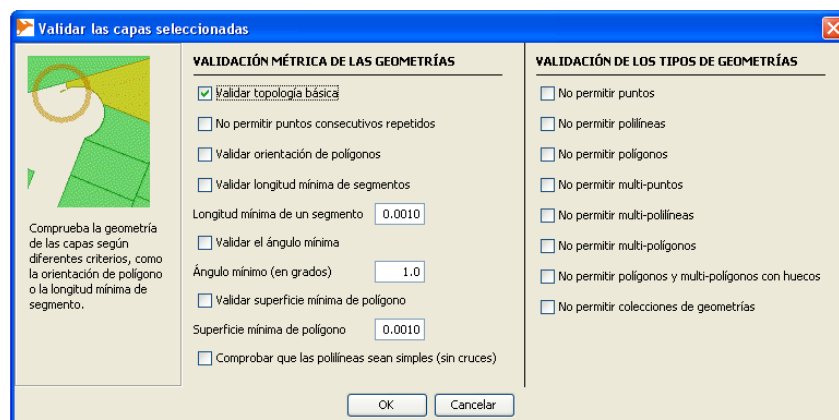 Validar las capas seleccionadas
Comprueba la geometría
de las capas según
diferentes criterios, como
la orientación de polígono
o la longitud mínima de
segmento.
VALIDACIÓN MÉTRICA DE LAS GEOMETRÍAS
Validar topología básica
No permitir puntos consecutivos repetidos
Validar orientación de polígonos
Validar longitud mínima de segmentos
Longitud mínima de un segmento 0.0010
Validar el ángulo mínima
Ángulo mínimo (en grados) 1.0
Validar superficie mínima de polígono
Superficie mínima de polígono 0.0010
Comprobar que las polilíneas sean simples (sin cruces)
VALIDACIÓN DE LOS TIPOS DE GEOMETRÍAS
No permitir puntos
No permitir polilíneas
No permitir polígonos
No permitir multi-puntos
No permitir multi-polilíneas
No permitir multi-polígonos
No permitir polígonos y multi-polígonos con huecos
No permitir colecciones de geometrías
OK Cancelar